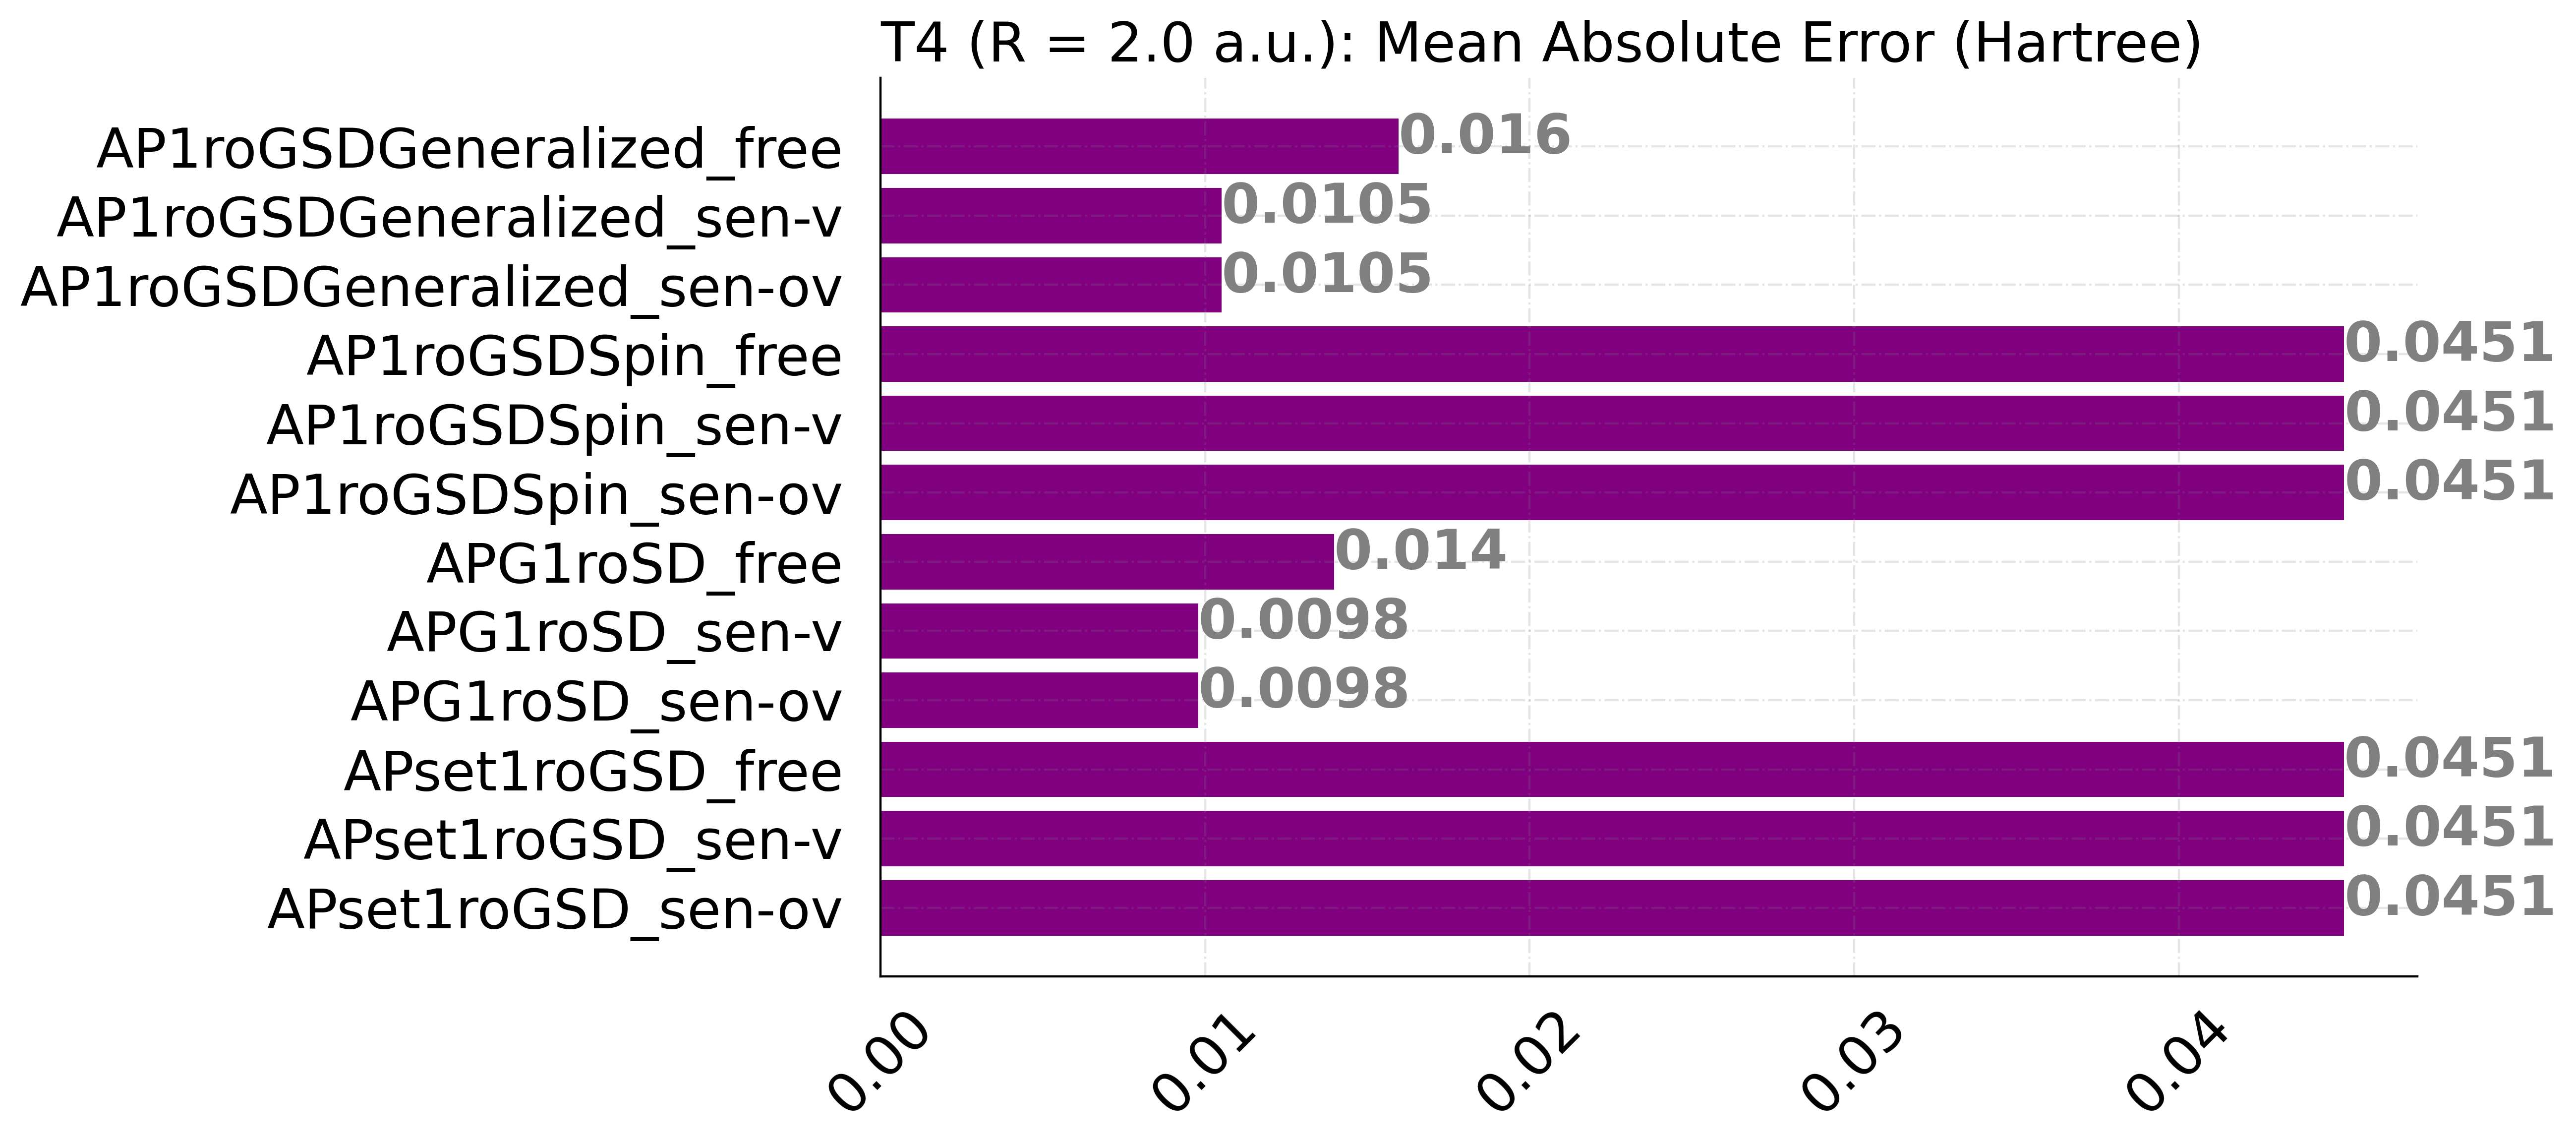 T4 (R = 2.0 a.u.): Mean Absolute Error (Hartree)
AP1roGSDGeneralized_free 0.016
AP1roGSDGeneralized_sen-v 0.0105
AP1roGSDGeneralized_sen-ov 0.0105
AP1roGSDSpin_free 0.0451
AP1roGSDSpin_sen-v 0.0451
AP1roGSDSpin_sen-ov 0.0451
APG1roSD_free 0.014
APG1roSD_sen-v 0.0098
APG1roSD_sen-ov 0.0098
APset1roGSD_free 0.0451
APset1roGSD_sen-v 0.0451
APset1roGSD_sen-ov 0.0451
0.00 0.01 0.02 0.03 0.04